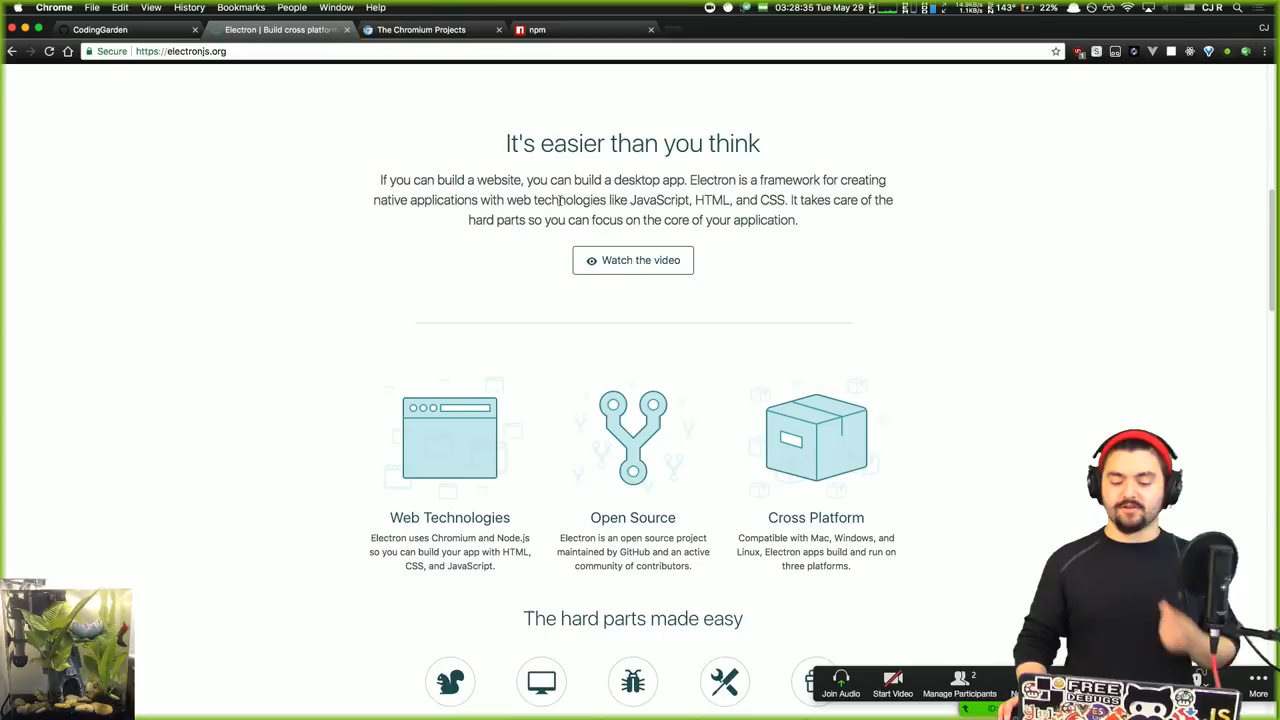 Chrome File Edit View History Bookmarks People Window Help
03:28:35 Tue May 29
143° 22% CJ R
CodingGarden
Electron | Build cross platform
The Chromium Projects
npm
CJ
Secure https://electronjs.org
It's easier than you think
If you can build a website, you can build a desktop app. Electron is a framework for creating
native applications with web technologies like JavaScript, HTML, and CSS. It takes care of the
hard parts so you can focus on the core of your application.
Watch the video
Web Technologies
Electron uses Chromium and Node.js
so you can build your app with HTML,
CSS, and JavaScript.
Open Source
Electron is an open source project
maintained by GitHub and an active
community of contributors.
Cross Platform
Compatible with Mac, Windows, and
Linux, Electron apps build and run on
three platforms.
The hard parts made easy
Join Audio Start Video Manage Participants 2 More
FREE
DEBUGS
JS